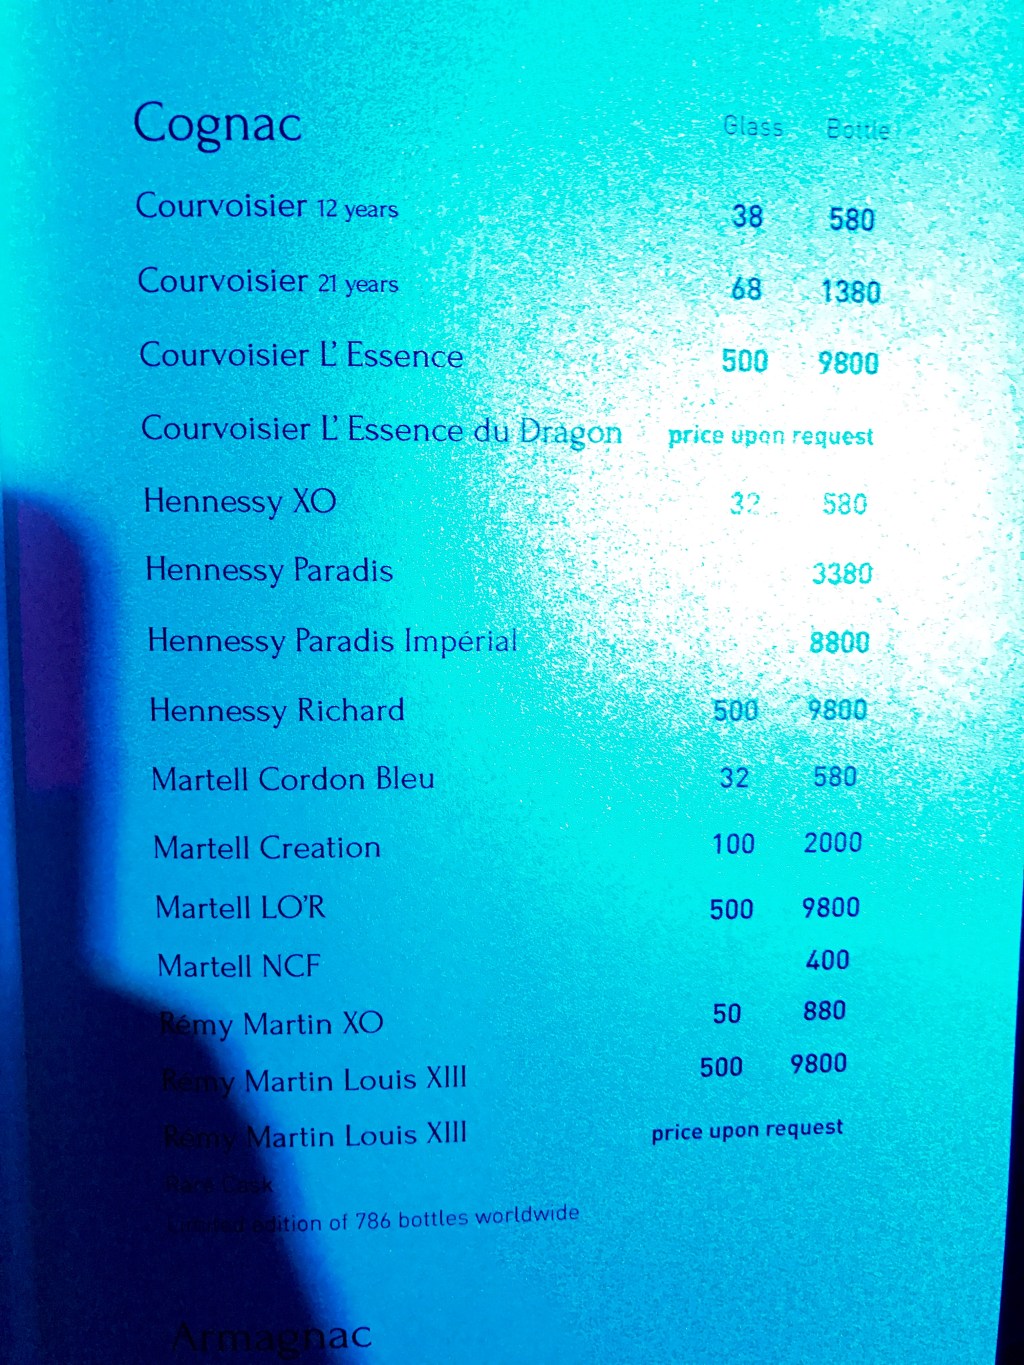 Cognac Glass Bottle
Courvoisier 12 years 38 580
Courvoisier 21 years 68 1380
Courvoisier L' Essence 500 9800
Courvoisier L' Essence du Dragon price upon request
Hennessy XO 32 580
Hennessy Paradis 3380
Hennessy Paradis Impérial 8800
Hennessy Richard 500 9800
Martell Cordon Bleu 32 580
Martell Creation 100 2000
Martell LO'R 500 9800
Martell NCF 400
Rémy Martin XO 50 880
Rémy Martin Louis XIII 500 9800
Rémy Martin Louis XIII price upon request
Rare Cask
Limited edition of 786 bottles worldwide
Armagnac